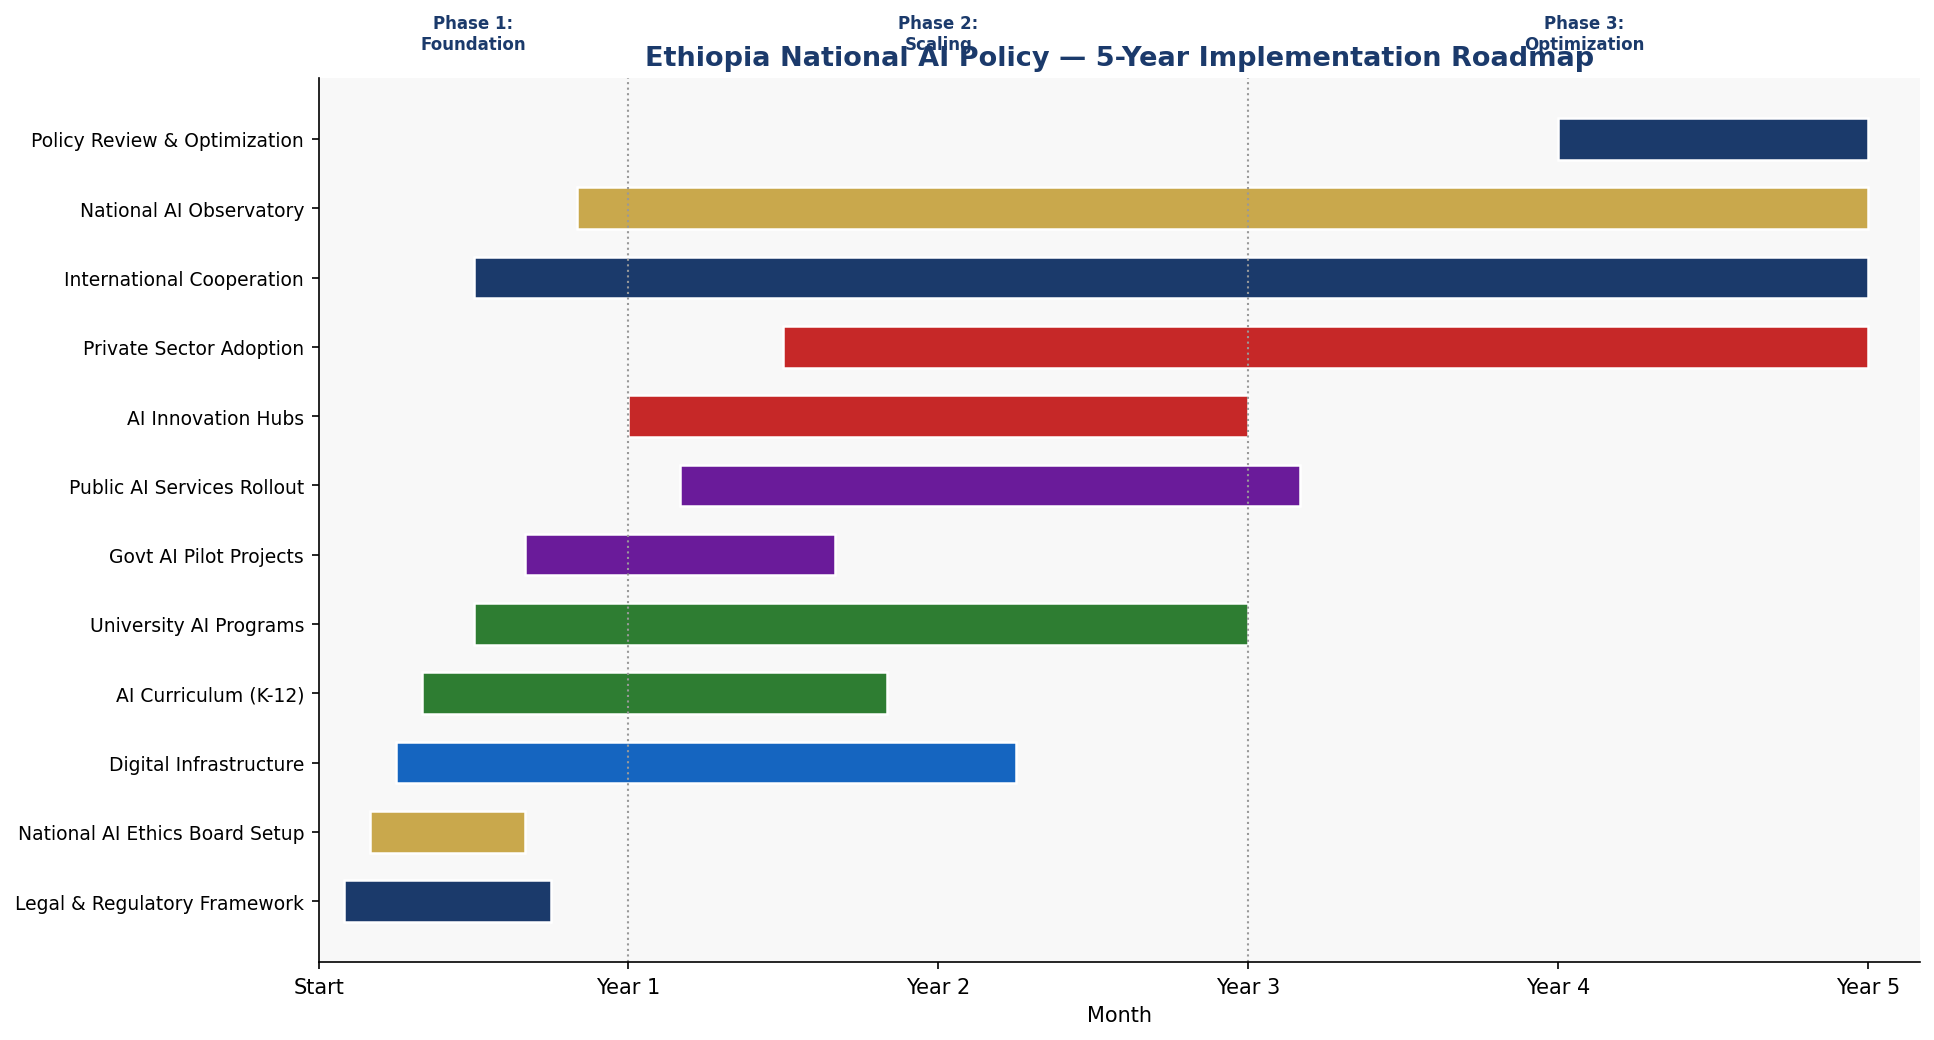 Phase 1:
Foundation
Phase 2:
Scaling
Phase 3:
Optimization
Ethiopia National AI Policy — 5-Year Implementation Roadmap
Policy Review & Optimization
National AI Observatory
International Cooperation
Private Sector Adoption
AI Innovation Hubs
Public AI Services Rollout
Govt AI Pilot Projects
University AI Programs
AI Curriculum (K-12)
Digital Infrastructure
National AI Ethics Board Setup
Legal & Regulatory Framework
Start
Year 1
Year 2
Year 3
Year 4
Year 5
Month